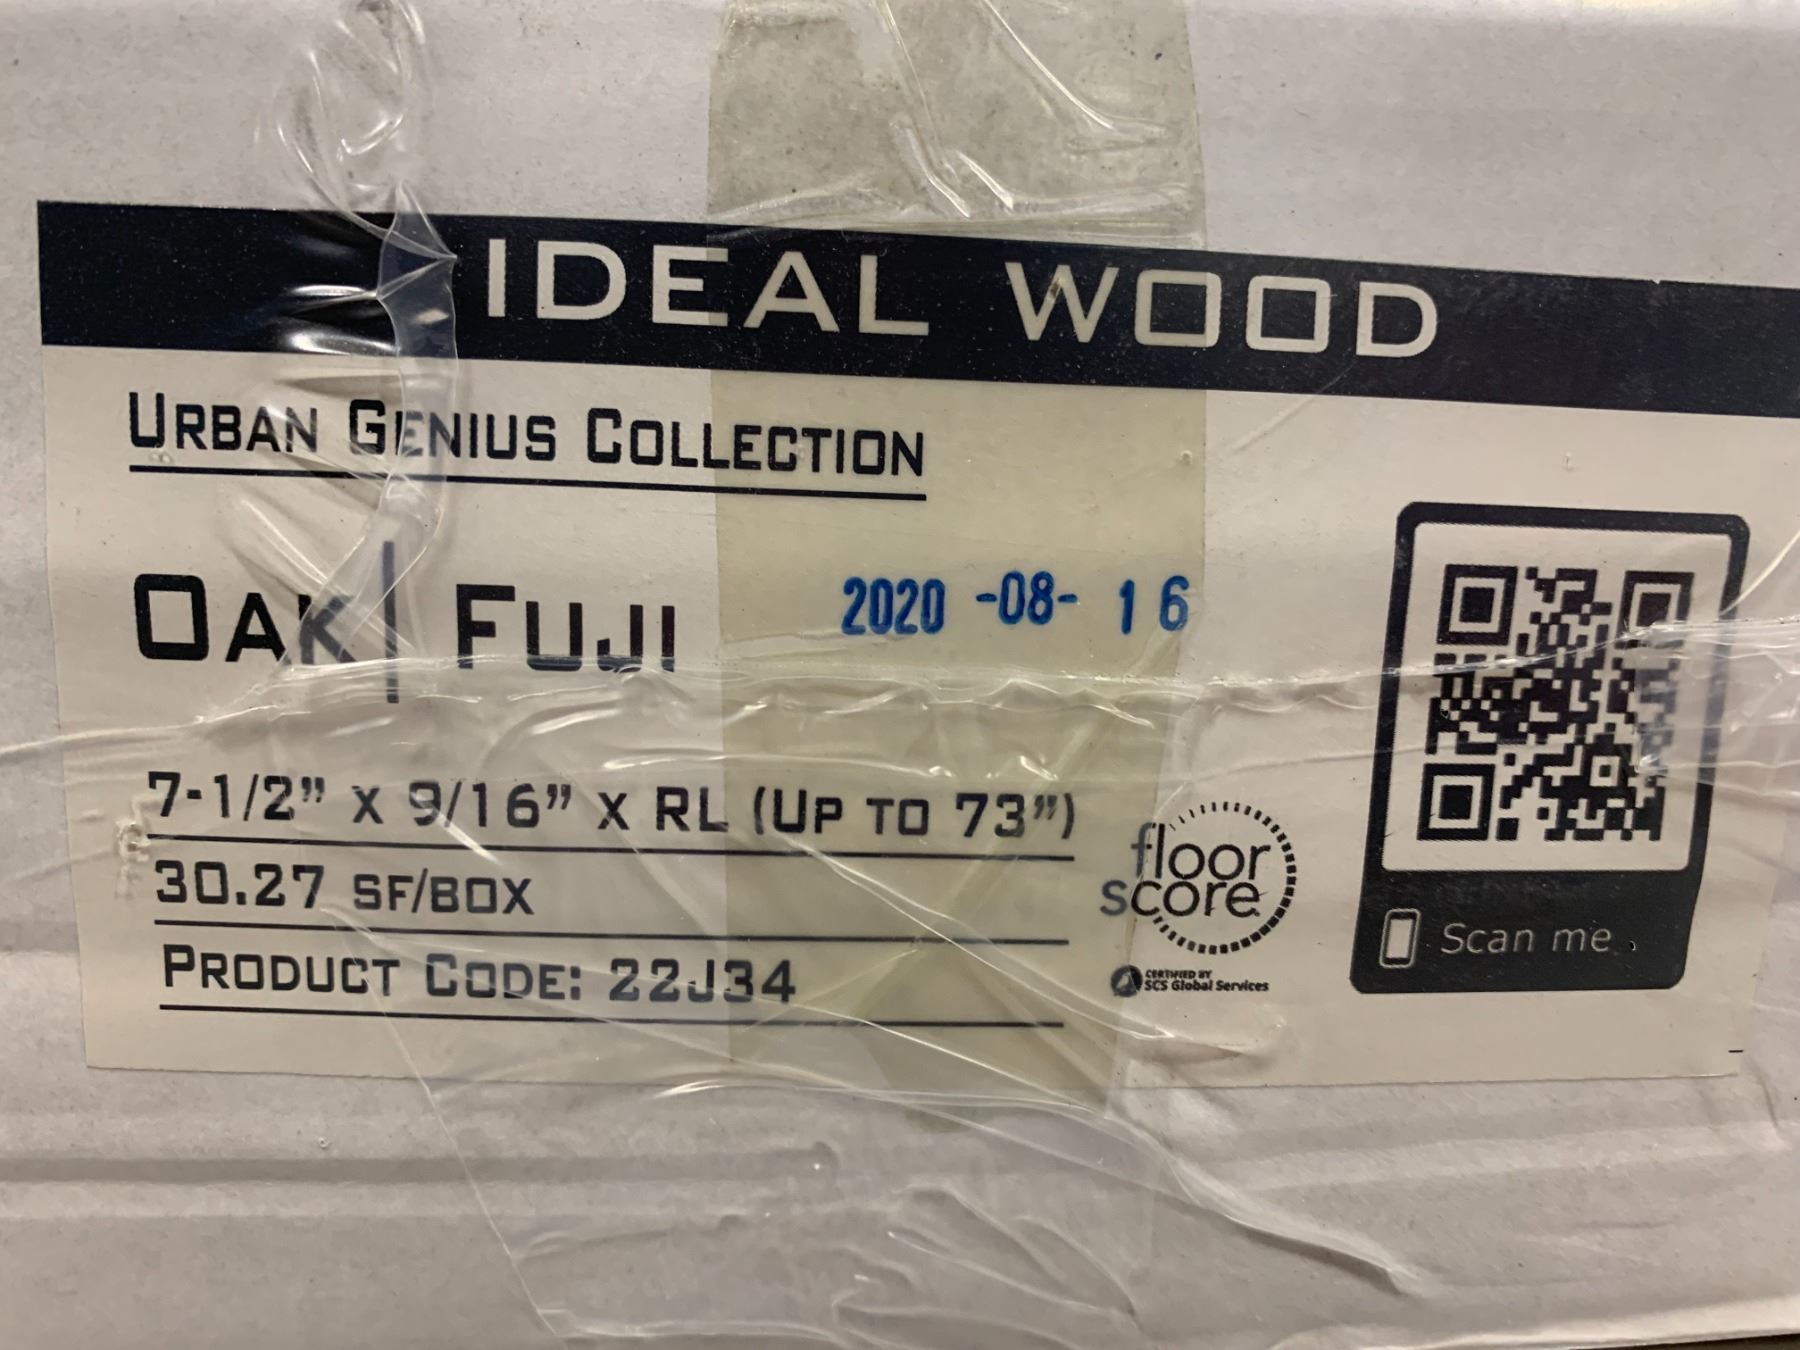 IDEAL WOOD
URBAN GENIUS COLLECTION
OAK | FUJI
2020 -08- 16
7-1/2" X 9/16" X RL (UP TO 73")
30.27 SF/BOX
PRODUCT CODE: 22J34
floor
score
CERTIFIED BY
SCS Global Services
Scan me